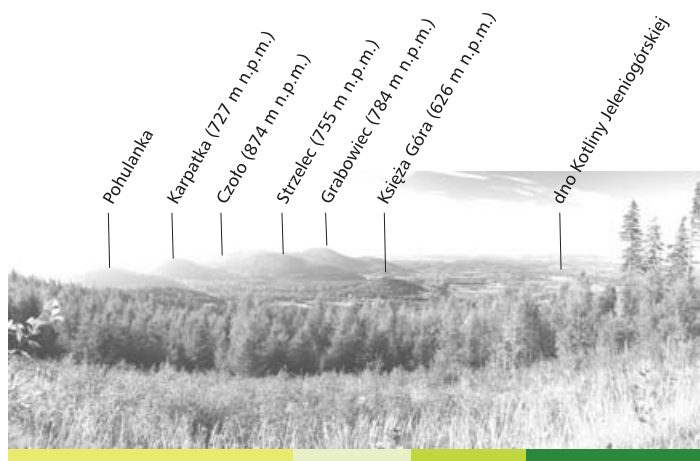 Pohulanka
Karpatka (727 m n.p.m.)
Czoło (874 m n.p.m.)
Strzelec (755 m n.p.m.)
Grabowiec (784 m n.p.m.)
Księża Góra (626 m n.p.m.)
dno Kotliny Jeleniogórskiej